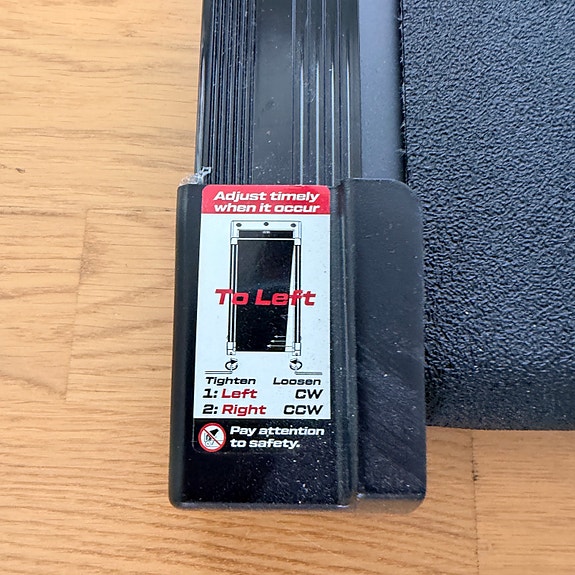 Adjust timely
when it occur
To Left
Tighten Loosen
1: Left CW
2: Right CCW
Pay attention
to safety.